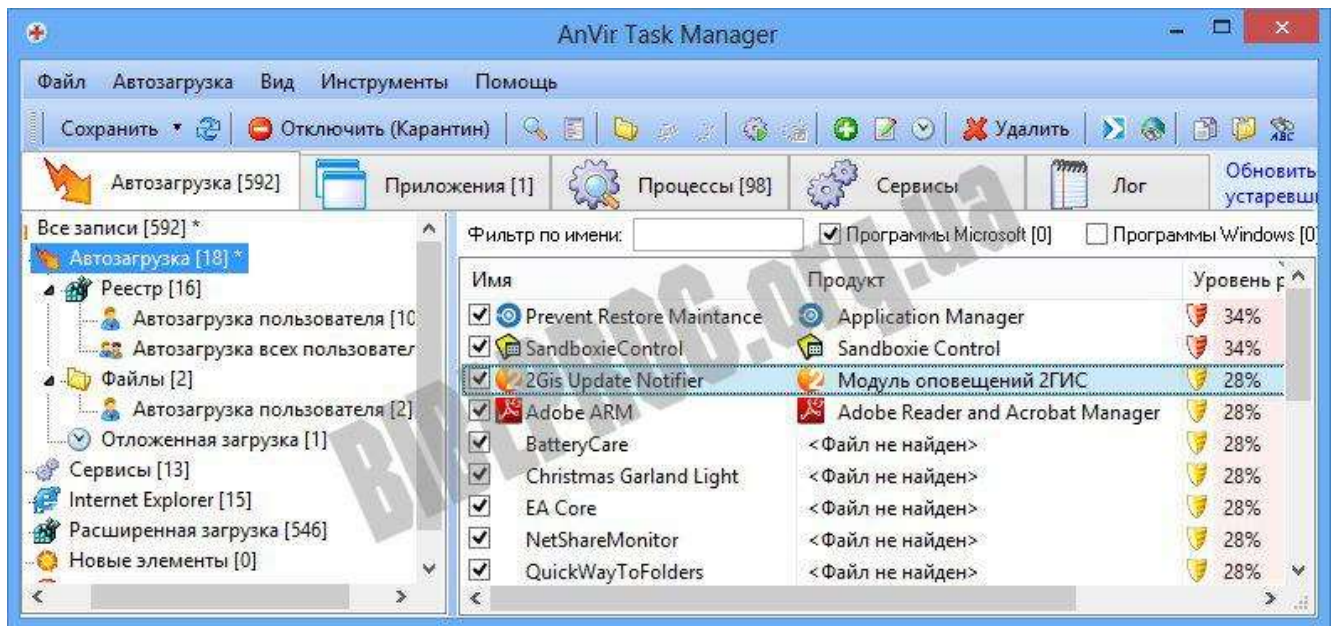 AnVir Task Manager
Файл Автозагрузка Вид Инструменты Помощь
Сохранить Отключить (Карантин) Удалить
Автозагрузка [592] Приложения [1] Процессы [98] Сервисы Лог Обновить
устаревш
Все записи [592] * Фильтр по имени: Программы Microsoft [0] Программы Windows [0
Автозагрузка [18] *
Реестр [16] Имя Продукт Уровень р
Автозагрузка пользователя [10 Prevent Restore Maintance Application Manager 34%
Автозагрузка всех пользовател SandboxieControl Sandboxie Control 34%
Файлы [2] 2Gis Update Notifier Модуль оповещений 2ГИС 28%
Автозагрузка пользователя [2] Adobe ARM Adobe Reader and Acrobat Manager 28%
Отложенная загрузка [1] BatteryCare <Файл не найден> 28%
Сервисы [13] Christmas Garland Light <Файл не найден> 28%
Internet Explorer [15] EA Core <Файл не найден> 28%
Расширенная загрузка [546] NetShareMonitor <Файл не найден> 28%
Новые элементы [0] QuickWayToFolders <Файл не найден> 28%